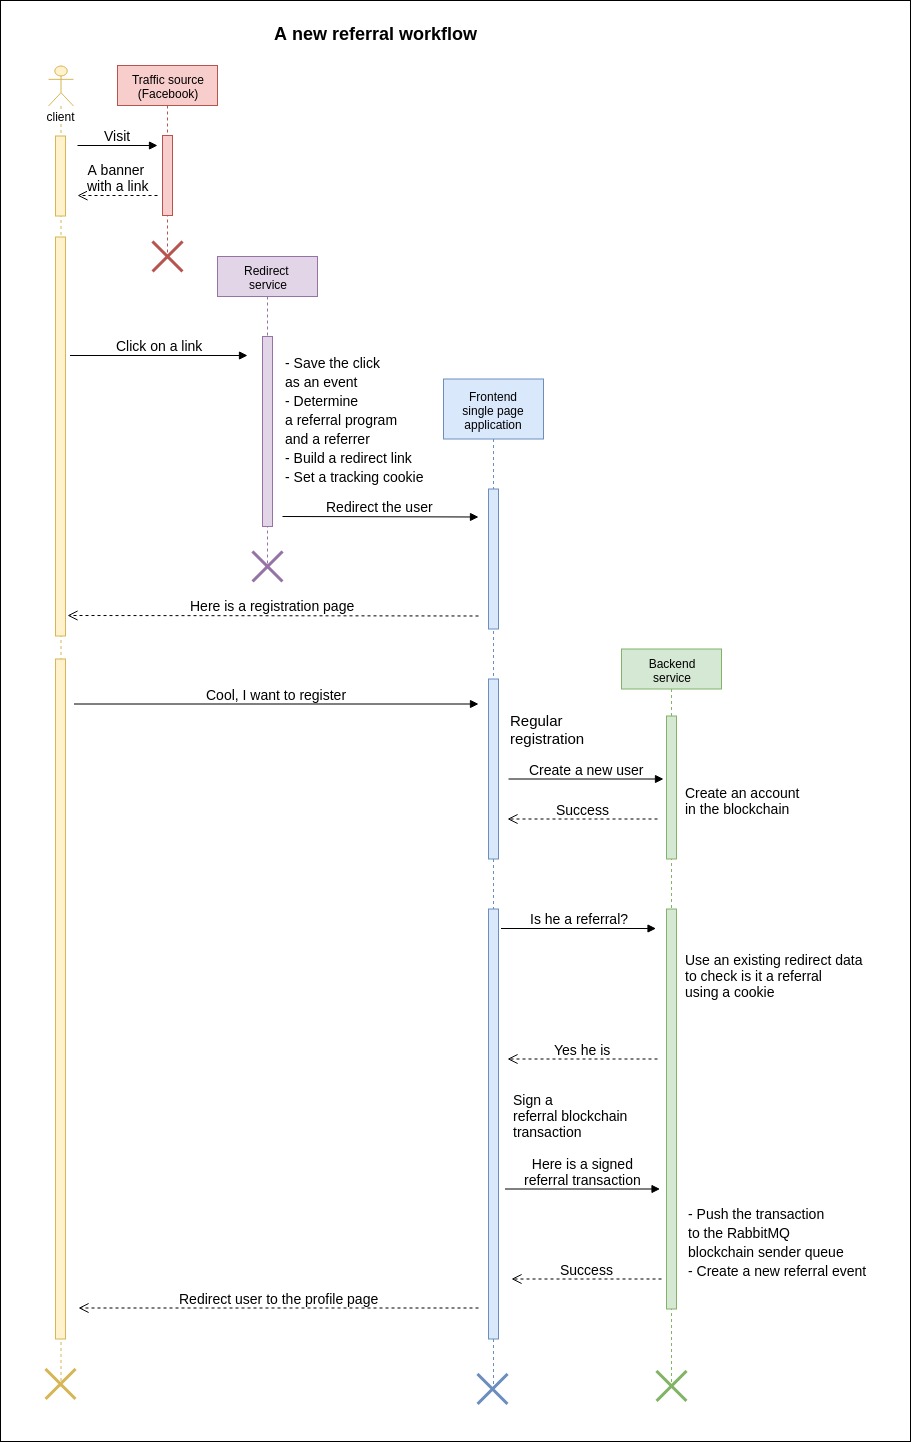 A new referral workflow
client
Traffic source
(Facebook)
Visit
A banner
with a link
Redirect
service
Click on a link
- Save the click
as an event
- Determine
a referral program
and a referrer
- Build a redirect link
- Set a tracking cookie
Frontend
single page
application
Redirect the user
Here is a registration page
Backend
service
Cool, I want to register
Regular
registration
Create a new user
Create an account
in the blockchain
Success
Is he a referral?
Use an existing redirect data
to check is it a referral
using a cookie
Yes he is
Sign a
referral blockchain
transaction
Here is a signed
referral transaction
- Push the transaction
to the RabbitMQ
blockchain sender queue
- Create a new referral event
Success
Redirect user to the profile page